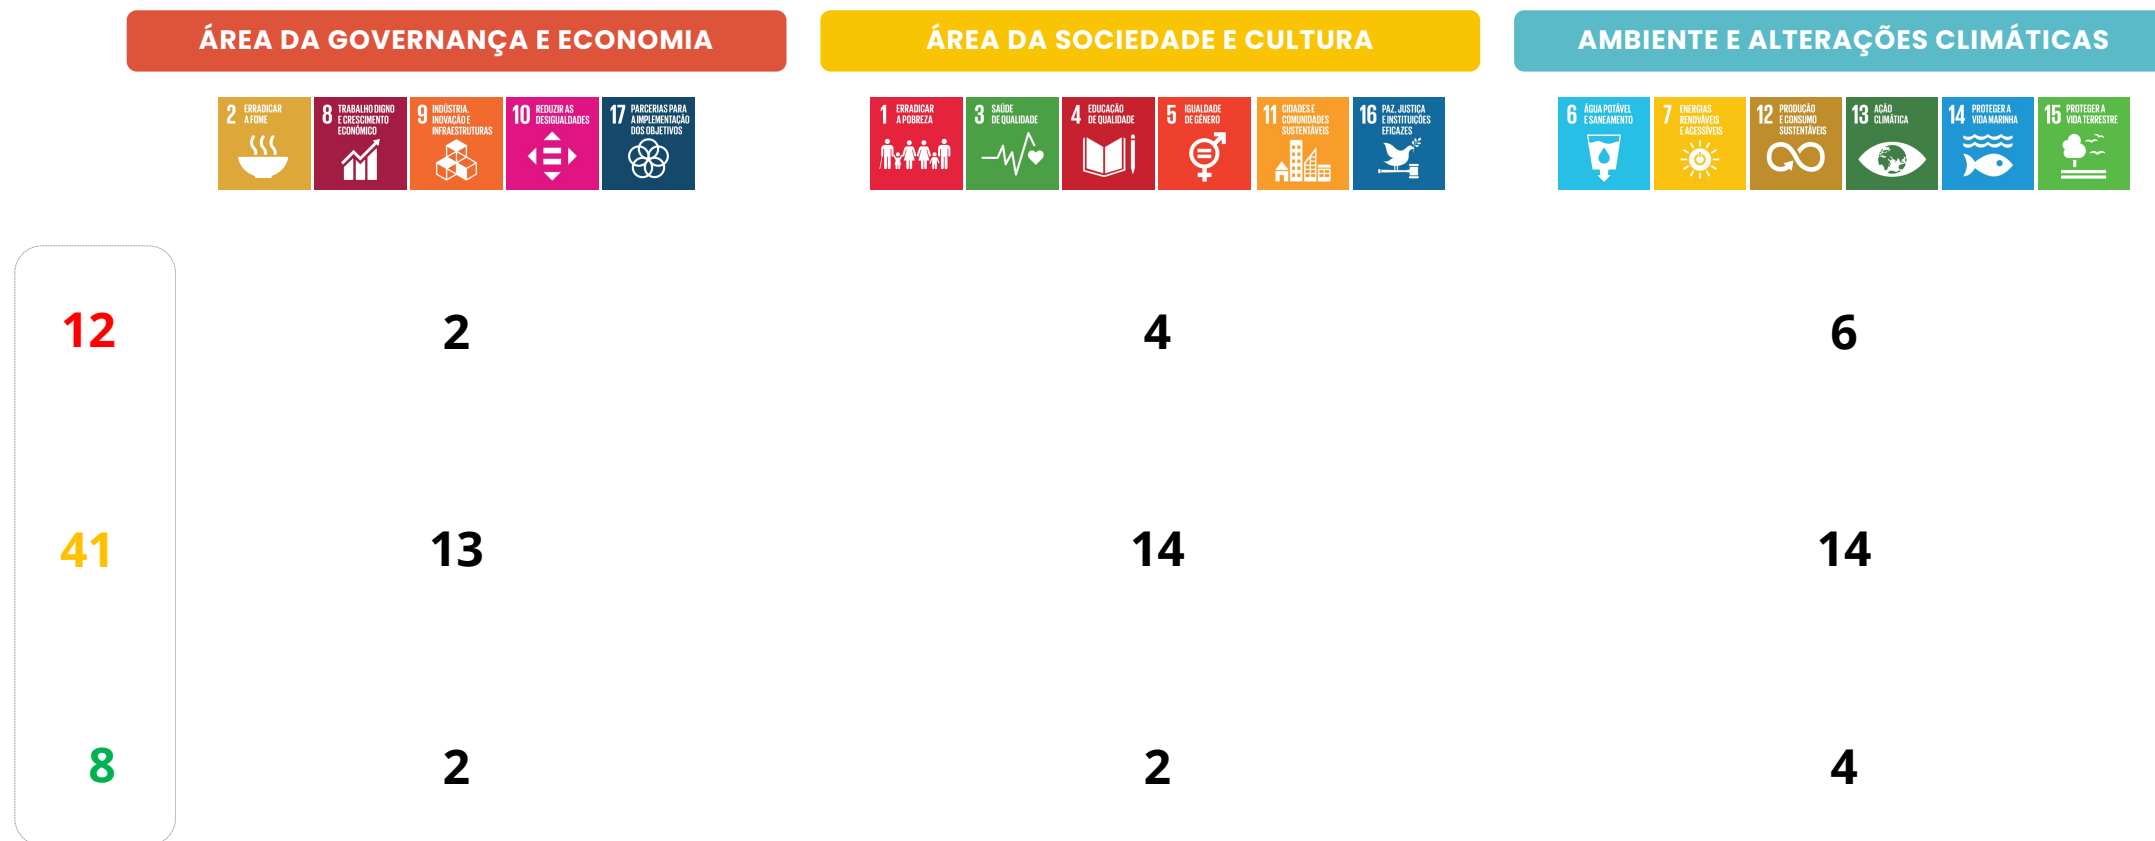 ÁREA DA GOVERNANÇA E ECONOMIA
ÁREA DA SOCIEDADE E CULTURA
AMBIENTE E ALTERAÇÕES CLIMÁTICAS
2 ERRADICAR
A FOME
8 TRABALHO DIGNO
E CRESCIMENTO
ECONÓMICO
9 INDÚSTRIA,
INOVAÇÃO E
INFRAESTRUTURAS
10 REDUZIR AS
DESIGUALDADES
17 PARCERIAS PARA
A IMPLEMENTAÇÃO
DOS OBJETIVOS
1 ERRADICAR
A POBREZA
3 SAÚDE
DE QUALIDADE
4 EDUCAÇÃO
DE QUALIDADE
5 IGUALDADE
DE GÉNERO
11 CIDADES E
COMUNIDADES
SUSTENTÁVEIS
16 PAZ, JUSTIÇA
E INSTITUIÇÕES
EFICAZES
6 ÁGUA POTÁVEL
E SANEAMENTO
7 ENERGIAS
RENOVÁVEIS
E ACESSÍVEIS
12 PRODUÇÃO
E CONSUMO
SUSTENTÁVEIS
13 AÇÃO
CLIMÁTICA
14 PROTEGER A
VIDA MARINHA
15 PROTEGER A
VIDA TERRESTRE
12 2 4 6
41 13 14 14
8 2 2 4